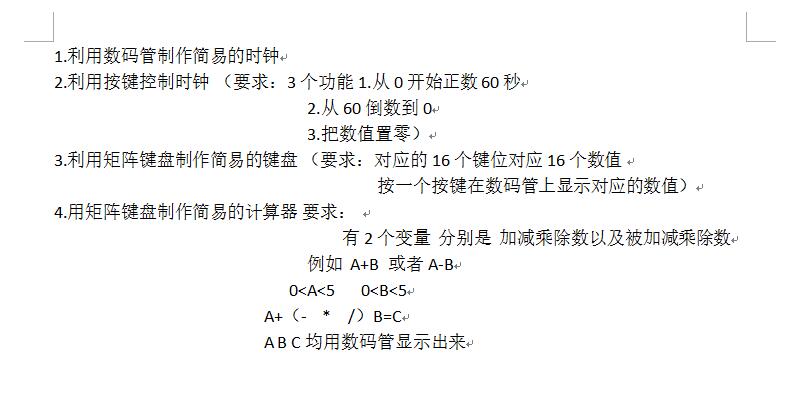 1.利用数码管制作简易的时钟
2.利用按键控制时钟 （要求：3 个功能 1.从 0 开始正数 60 秒
2.从 60 倒数到 0
3.把数值置零）
3.利用矩阵键盘制作简易的键盘 （要求：对应的 16 个键位对应 16 个数值
按一个按键在数码管上显示对应的数值）
4.用矩阵键盘制作简易的计算器 要求：
有 2 个变量 分别是 加减乘除数以及被加减乘除数
例如 A+B 或者 A-B
0<A<5 0<B<5
A+（- * /）B=C
A B C 均用数码管显示出来